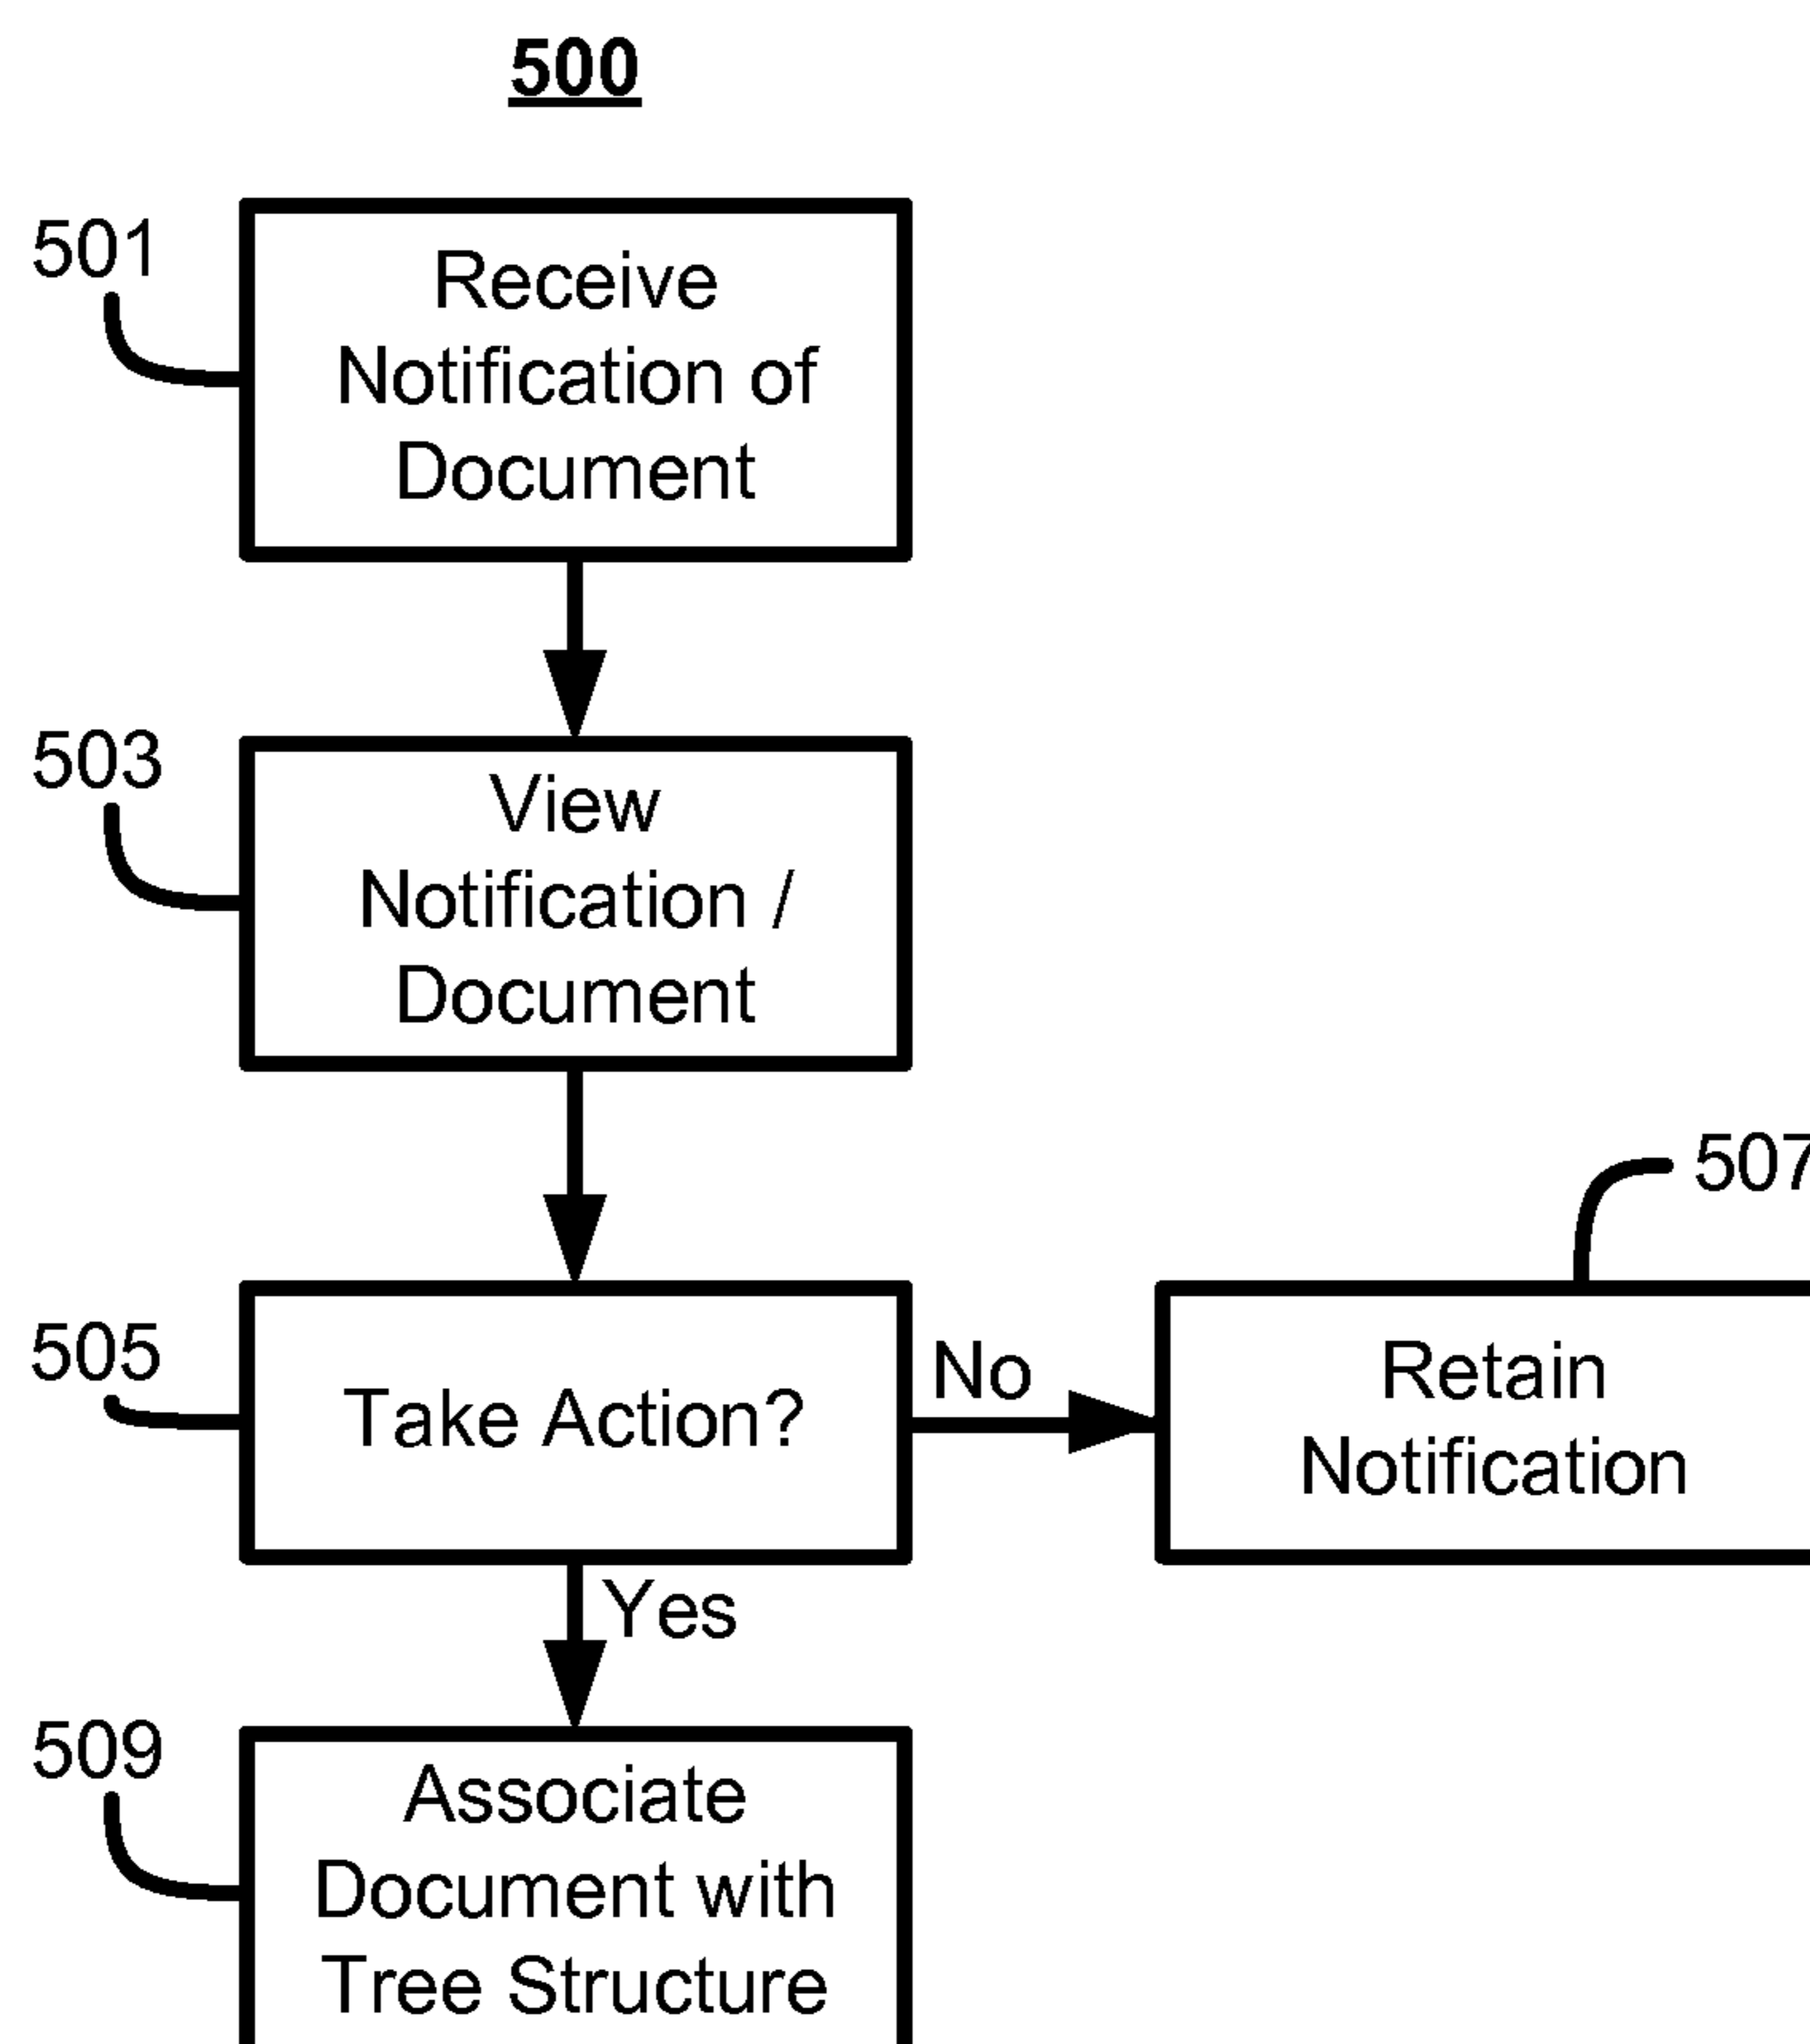 500
501
Receive
Notification of
Document
503
View
Notification /
Document
507
505
Take Action?
No
Retain
Notification
Yes
509
Associate
Document with
Tree Structure